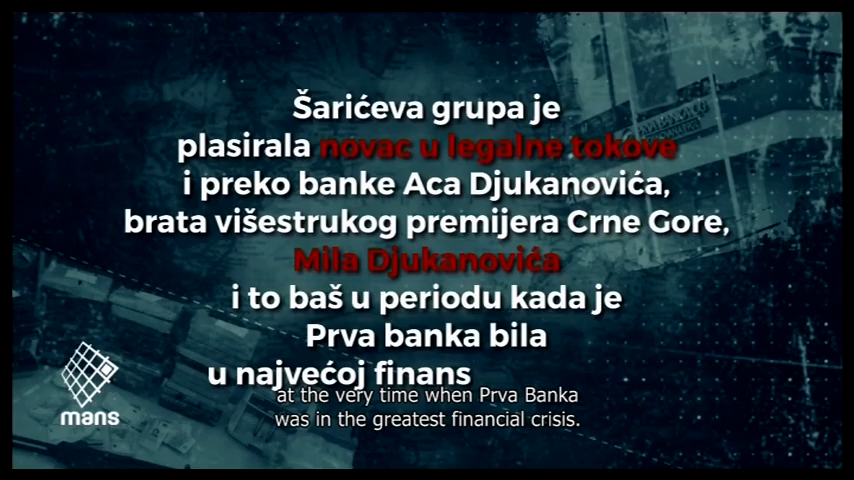 Šarićeva grupa je
plasirala novac u legalne tokove
i preko banke Aca Djukanovića,
brata višestrukog premijera Crne Gore,
Mila Djukanovića
i to baš u periodu kada je
Prva banka bila
u najvećoj finans
at the very time when Prva Banka
was in the greatest financial crisis.
mans